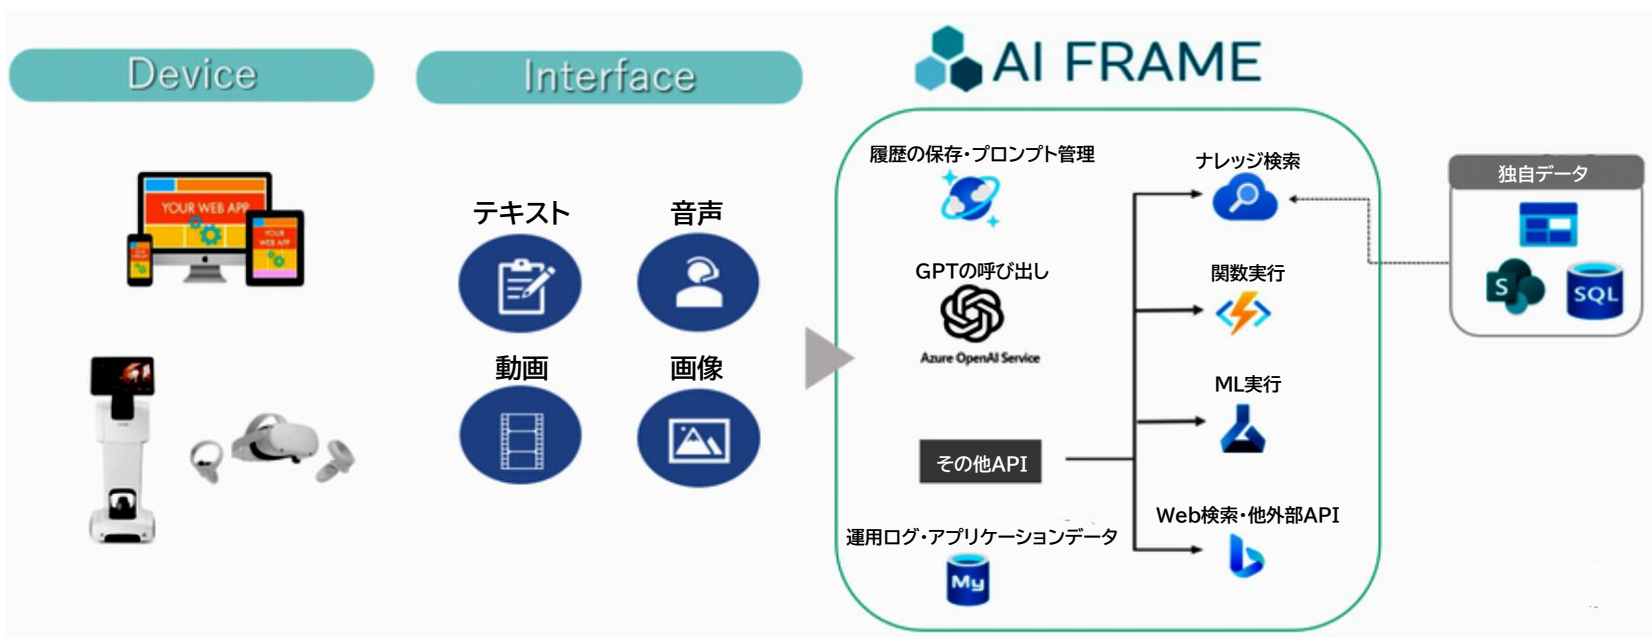 Device
Interface
AI FRAME
YOUR WEB APP
YOUR
WEB APP
テキスト
音声
動画
画像
履歴の保存・プロンプト管理
GPTの呼び出し
Azure OpenAI Service
その他API
運用ログ・アプリケーションデータ
My
ナレッジ検索
関数実行
ML実行
Web検索・他外部API
独自データ
S
SQL